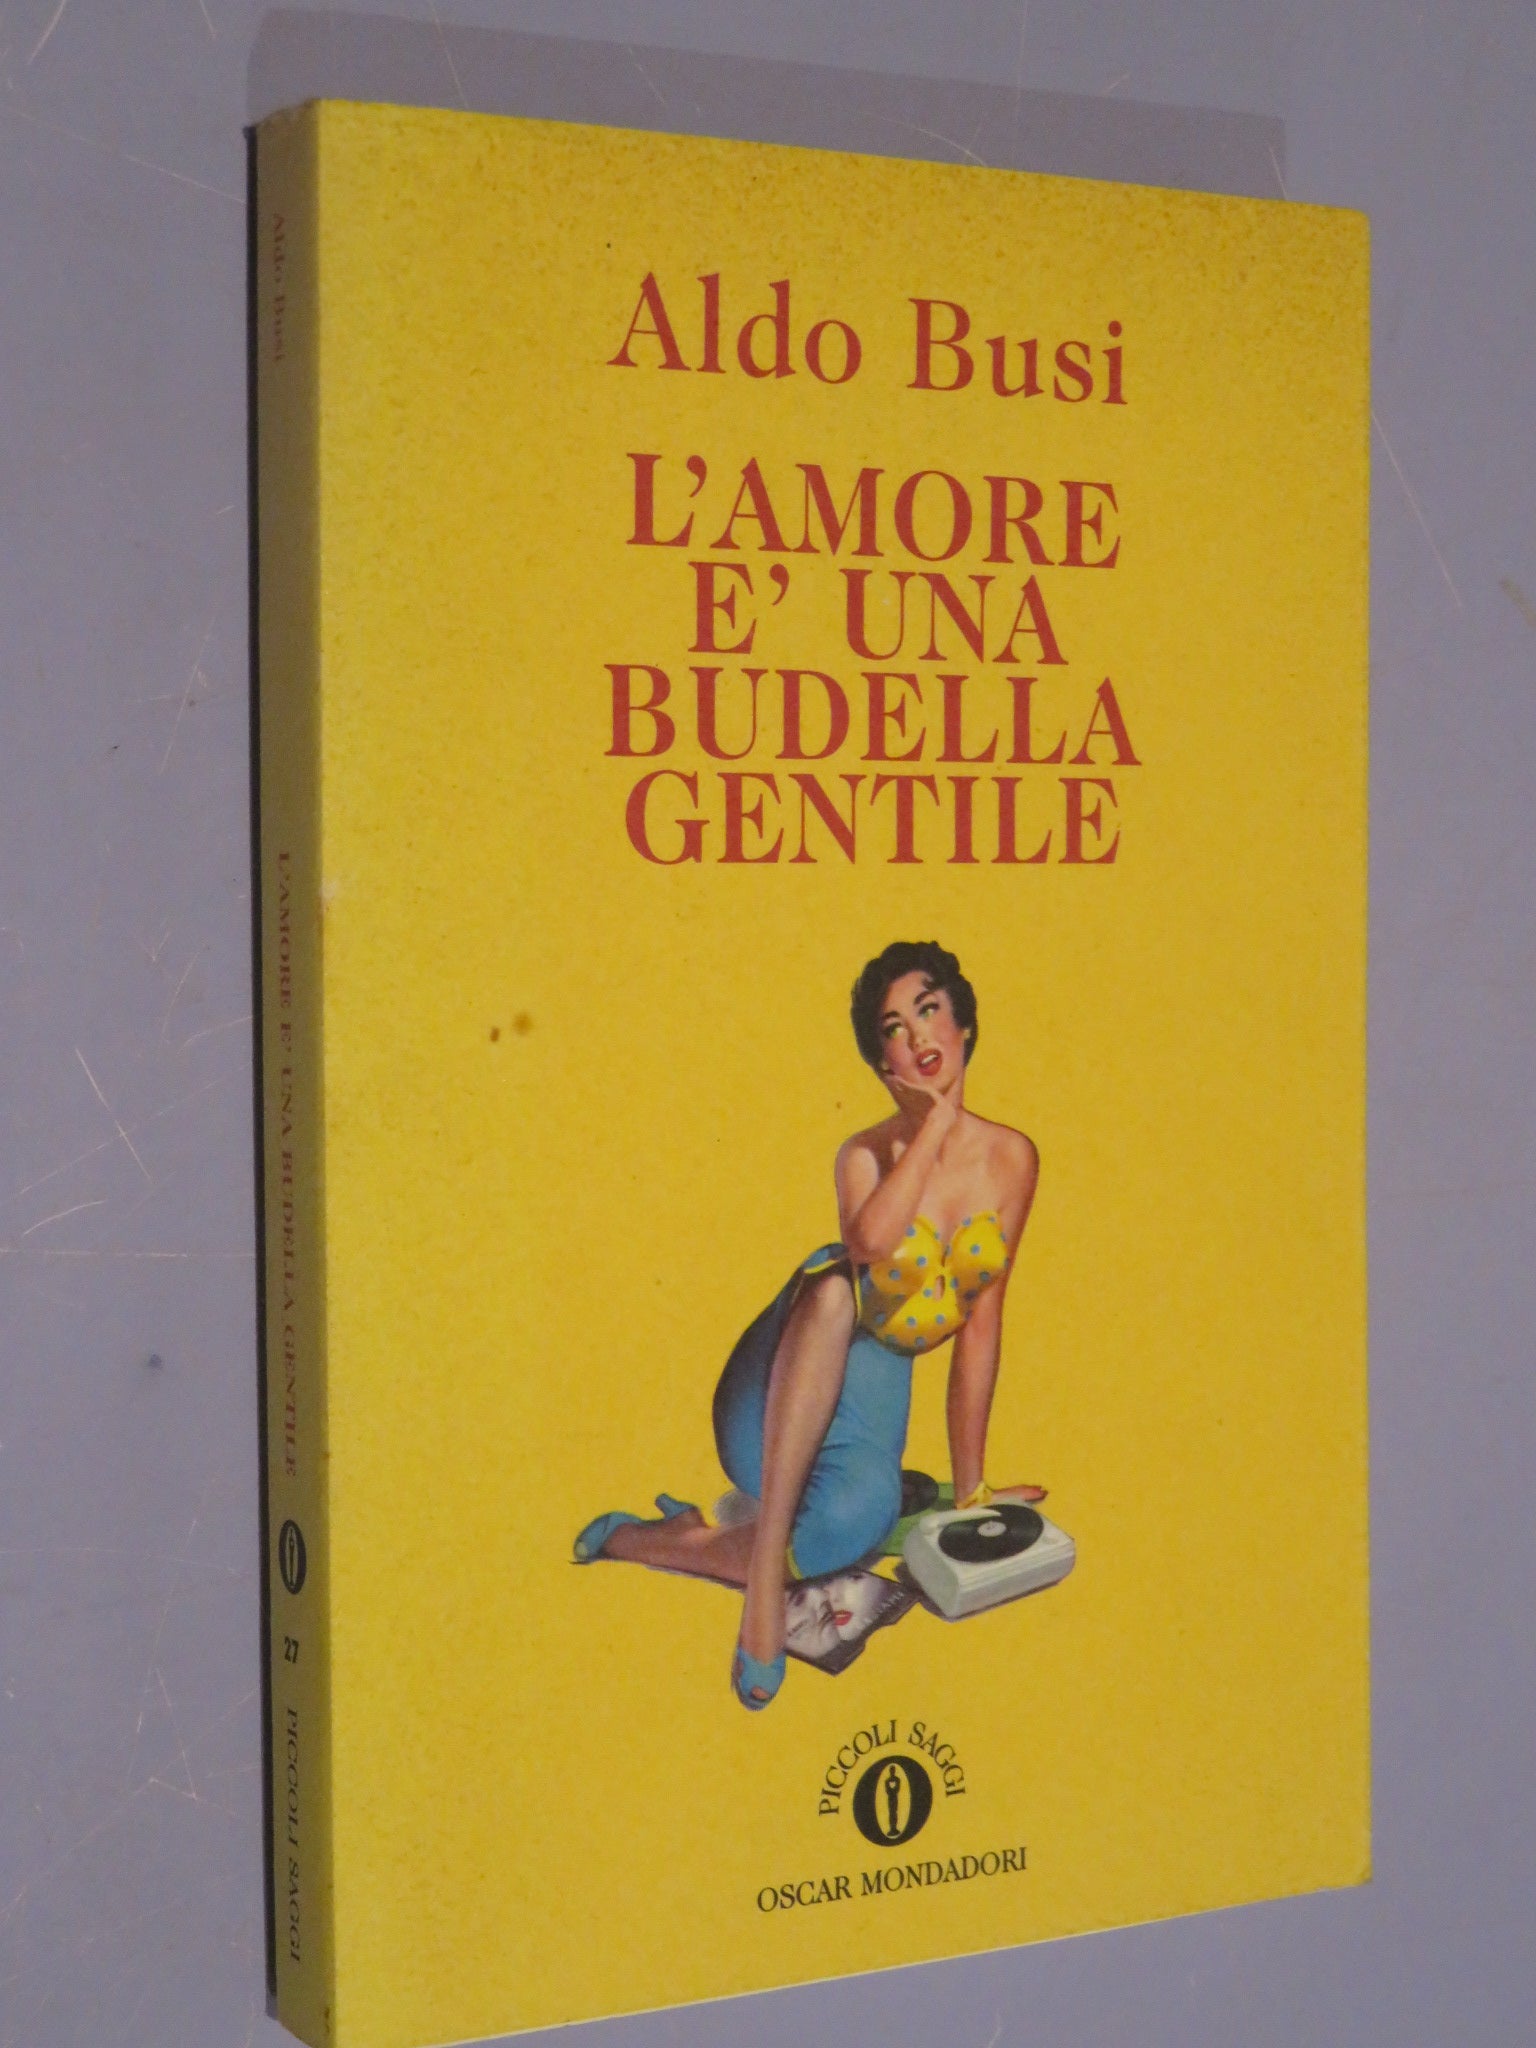 Aldo Busi
L'AMORE
E' UNA
BUDELLA
GENTILE
PICCOLI SAGGI
OSCAR MONDADORI
Aldo Busi
L'AMORE E' UNA BUDELLA GENTILE
27
PICCOLI SAGGI